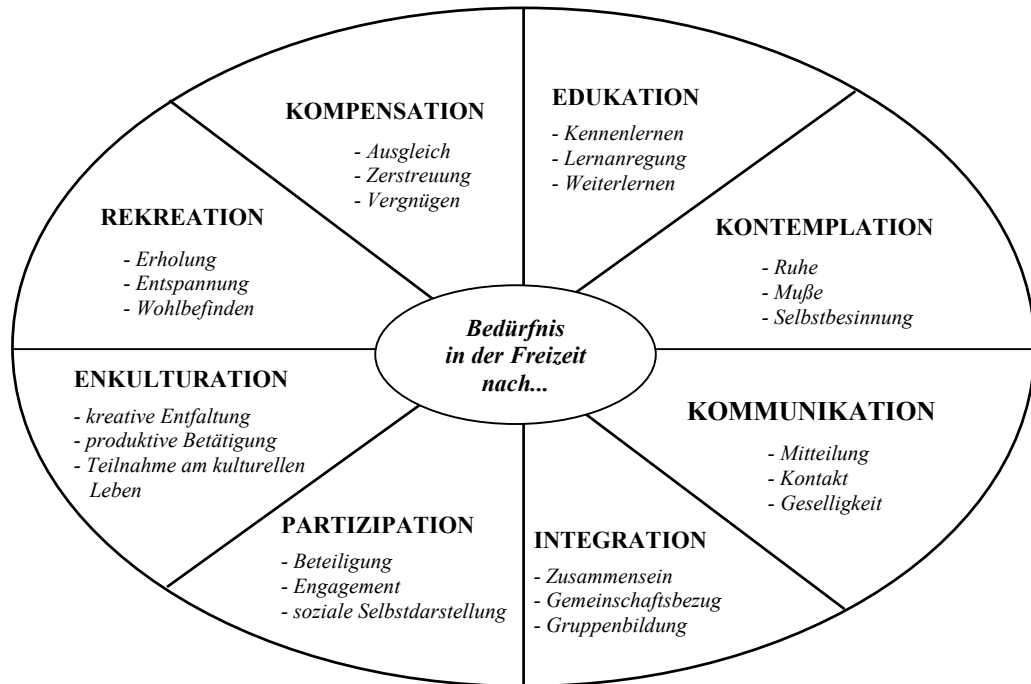 KOMPENSATION
- Ausgleich
- Zerstreuung
- Vergnügen
EDUKATION
- Kennenlernen
- Lernanregung
- Weiterlernen
REKREATION
- Erholung
- Entspannung
- Wohlbefinden
KONTEMPLATION
- Ruhe
- Muße
- Selbstbesinnung
Bedürfnis
in der Freizeit
nach...
ENKULTURATION
- kreative Entfaltung
- produktive Betätigung
- Teilnahme am kulturellen
Leben
KOMMUNIKATION
- Mitteilung
- Kontakt
- Geselligkeit
PARTIZIPATION
- Beteiligung
- Engagement
- soziale Selbstdarstellung
INTEGRATION
- Zusammensein
- Gemeinschaftsbezug
- Gruppenbildung